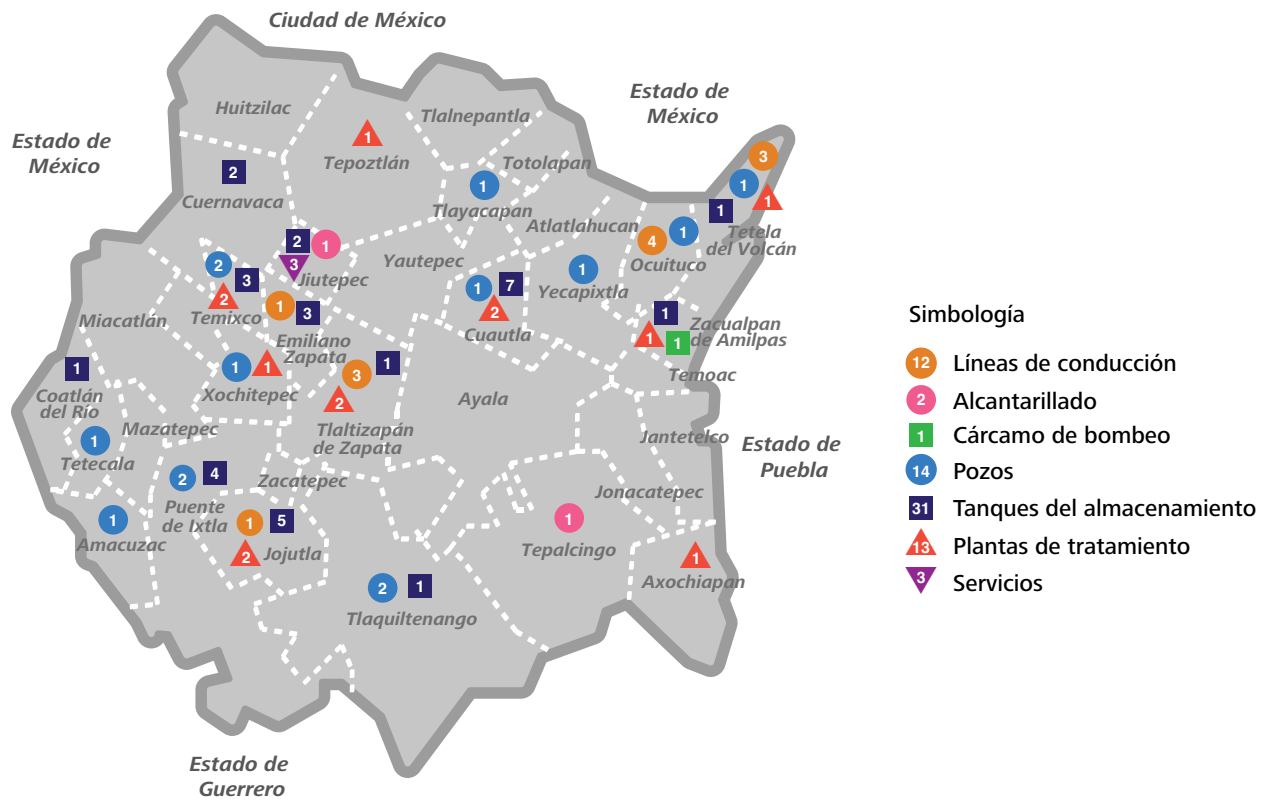 Ciudad de México
Estado de
México
Huitzilac
Tlalnepantla
Estado de
México
1
Tepoztlán
Totolapan
3
2
Cuernavaca
1
Tlayacapan
1
1
1
Tetela
del Volcán
Atlatlahucan
4
1
Ocuituco
2
1
3
Jiutepec
Yautepec
1
Yecapixtla
2
3
2
Temixco
1
3
Emiliano
Zapata
1
7
2
Cuautla
1
Zacualpan
de Amilpas
1
1
Temoac
Miacatlán
1
Coatlán
del Río
1
1
Xochitepec
3
1
2
Tlaltizapán
de Zapata
Ayala
Mazatepec
1
Tetecala
Jantetelco
Estado de
Puebla
2
4
Puente
de Ixtla
Zacatepec
Jonacatepec
1
Amacuzac
1
5
2
Jojutla
1
Tepalcingo
1
Axochiapan
2
1
Tlaquiltenango
Estado de
Guerrero
Simbología
12 Líneas de conducción
2 Alcantarillado
1 Cárcamo de bombeo
14 Pozos
31 Tanques del almacenamiento
13 Plantas de tratamiento
3 Servicios